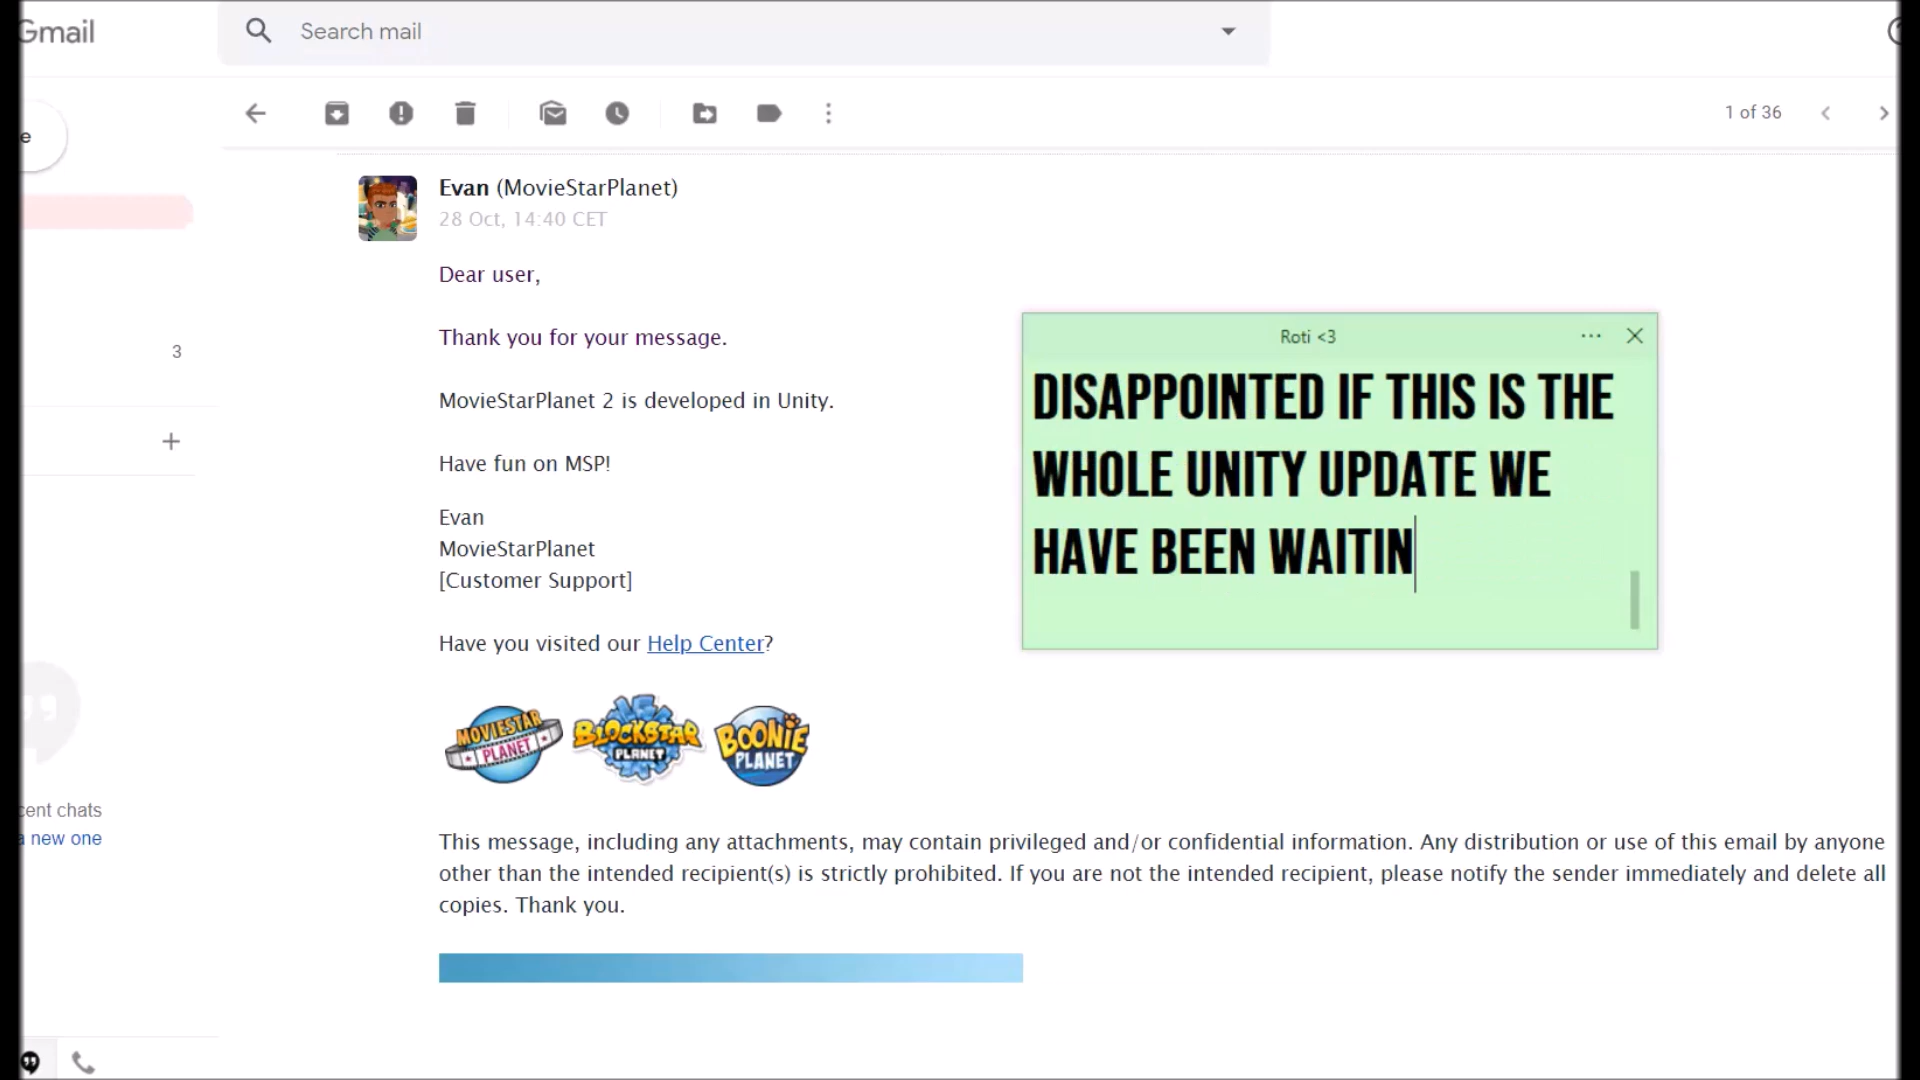 Gmail
Search mail
1 of 36
e
Evan (MovieStarPlanet)
28 Oct, 14:40 CET
Dear user,
Thank you for your message.
3
MovieStarPlanet 2 is developed in Unity.
Have fun on MSP!
Evan
MovieStarPlanet
[Customer Support]
Have you visited our Help Center?
Roti <3
DISAPPOINTED IF THIS IS THE
WHOLE UNITY UPDATE WE
HAVE BEEN WAITIN
MOVIESTAR
PLANET
BLOCKSTAR
PLANET
BOONIE
PLANET
cent chats
a new one
This message, including any attachments, may contain privileged and/or confidential information. Any distribution or use of this email by anyone
other than the intended recipient(s) is strictly prohibited. If you are not the intended recipient, please notify the sender immediately and delete all
copies. Thank you.